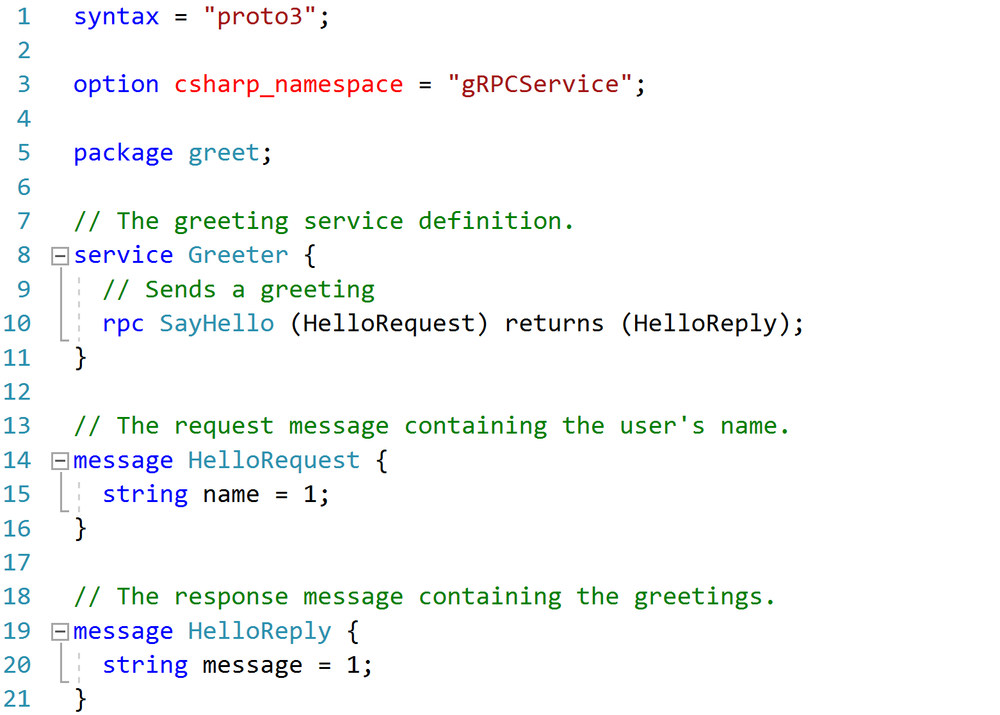 1 syntax = "proto3";
2
3 option csharp_namespace = "gRPCService";
4
5 package greet;
6
7 // The greeting service definition.
8 service Greeter {
9 // Sends a greeting
10 rpc SayHello (HelloRequest) returns (HelloReply);
11 }
12
13 // The request message containing the user's name.
14 message HelloRequest {
15 string name = 1;
16 }
17
18 // The response message containing the greetings.
19 message HelloReply {
20 string message = 1;
21 }